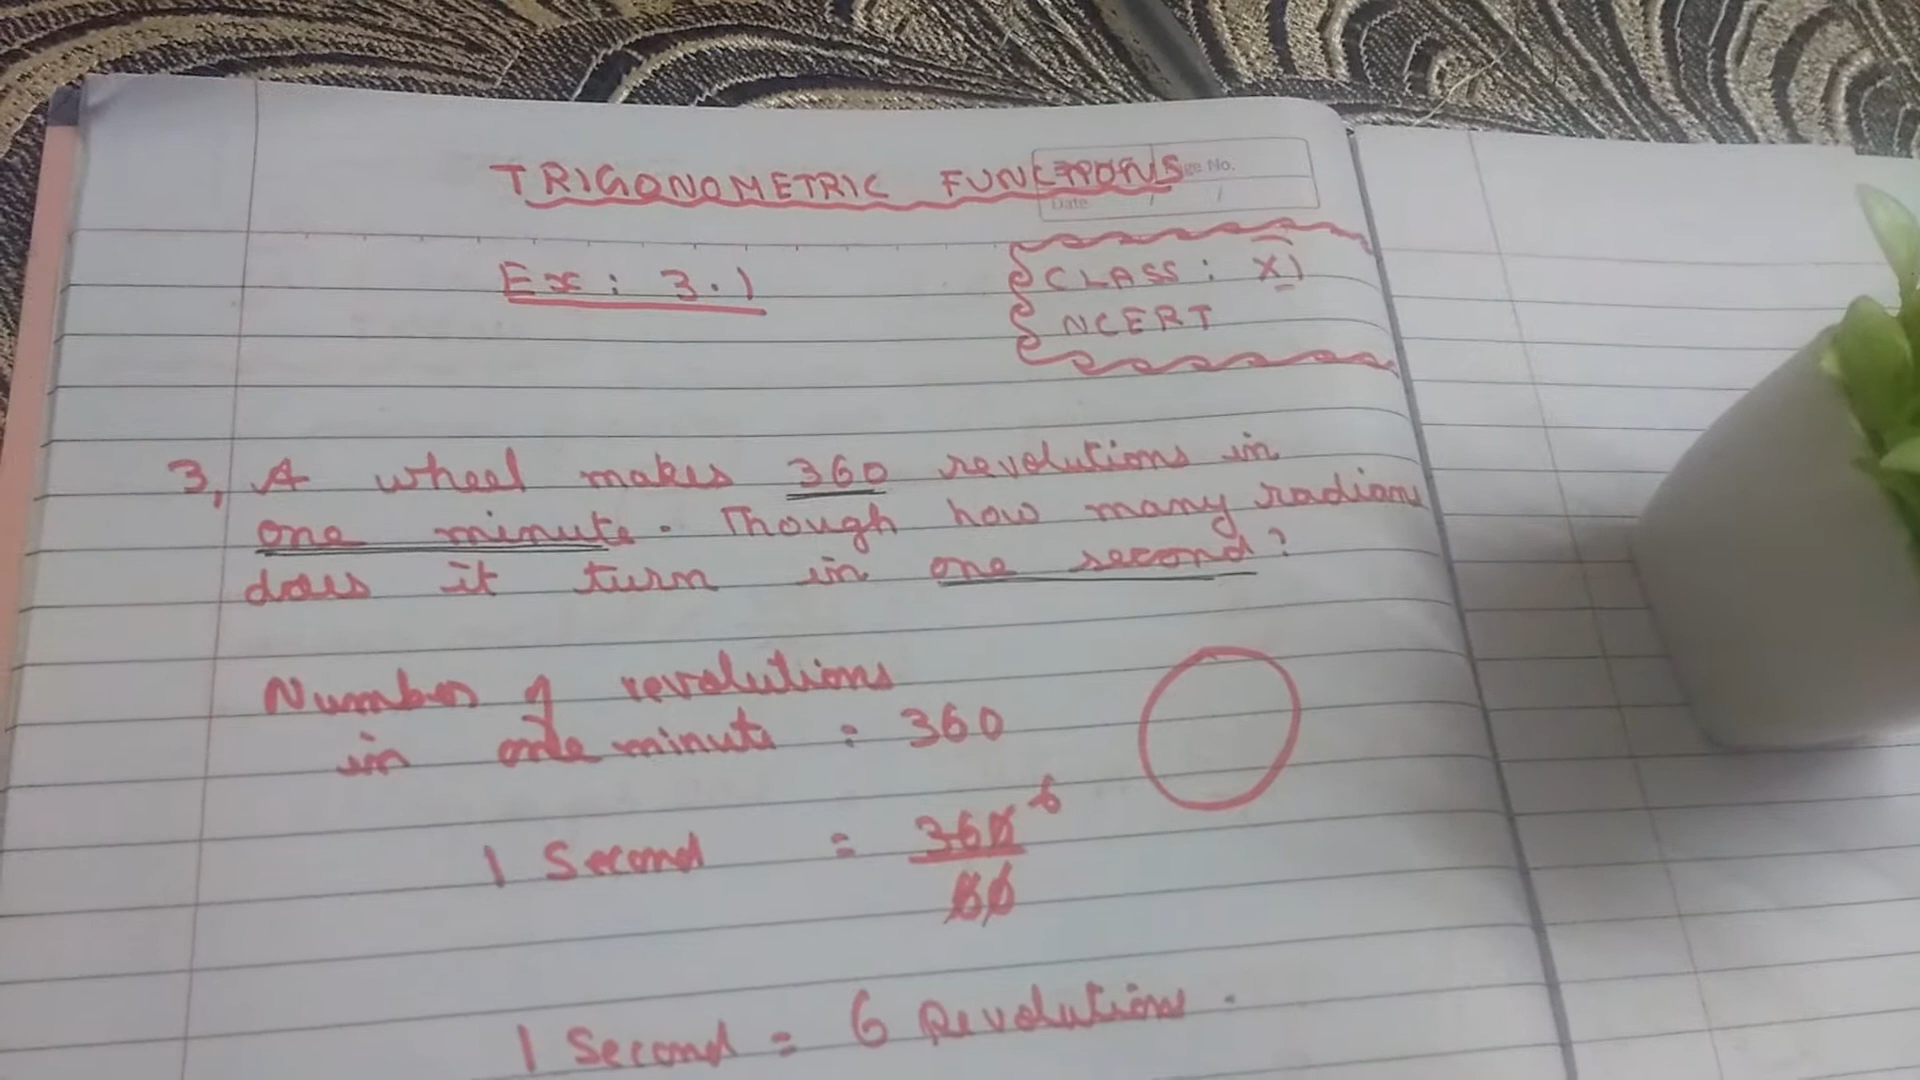 TRIGONOMETRIC FUNCTIONS
ge No.
Date / /
Ex: 3.1
CLASS: XI
NCERT
3, A wheel makes 360 revolutions in
one minute. Though how many radians
does it turn in one second?
Number of revolutions
in one minute = 360
1 Second = 360 6
60
1 Second = 6 Revolutions.